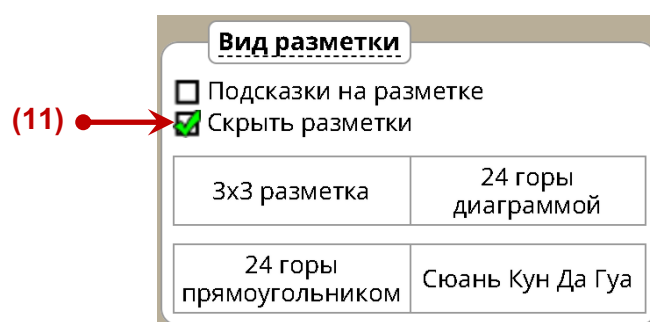 Вид разметки
Подсказки на разметке
(11) Скрыть разметки
3x3 разметка
24 горы
диаграммой
24 горы
прямоугольником
Сюань Кун Да Гуа